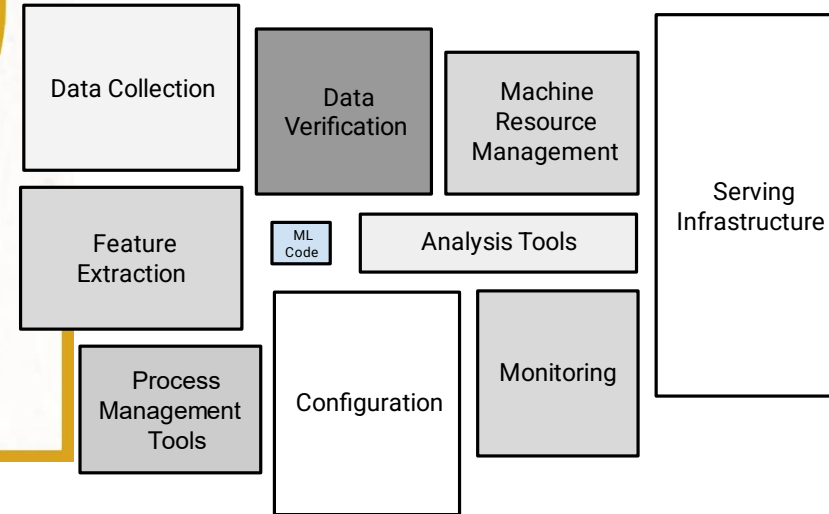 Data Collection
Data
Verification
Machine
Resource
Management
Serving
Infrastructure
Feature
Extraction
ML
Code
Analysis Tools
Process
Management
Tools
Configuration
Monitoring